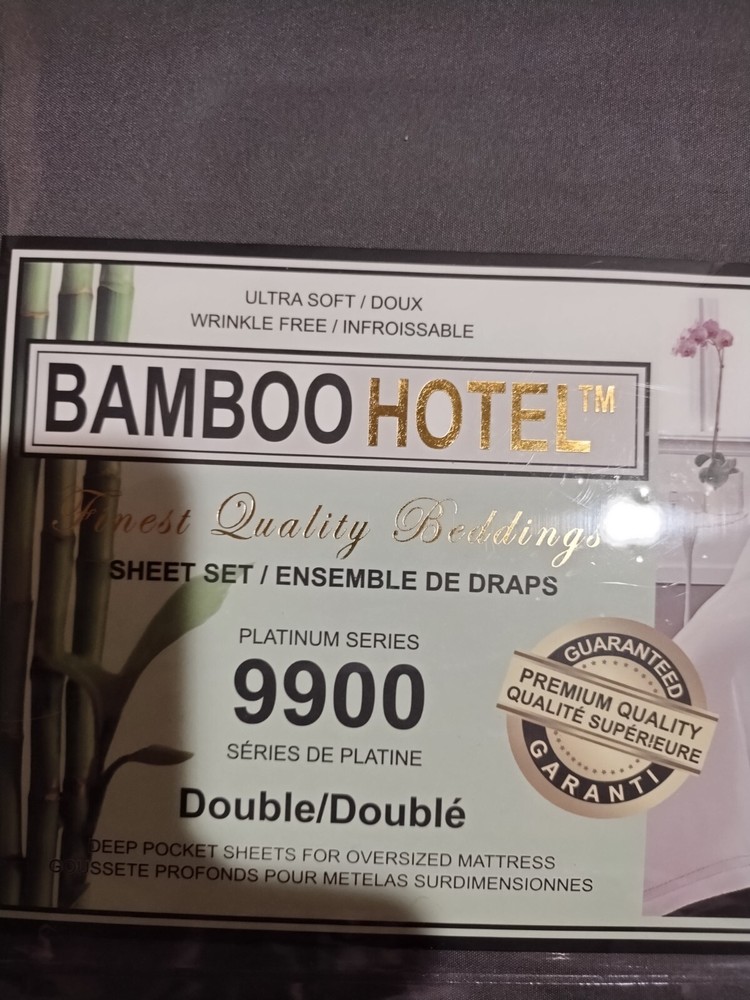 ULTRA SOFT / DOUX
WRINKLE FREE / INFROISSABLE
BAMBOO HOTEL™
Finest Quality Beddings
SHEET SET / ENSEMBLE DE DRAPS
PLATINUM SERIES
9900
SÉRIES DE PLATINE
GUARANTEED
PREMIUM QUALITY
QUALITÉ SUPÉRIEURE
GARANTI
Double/Doublé
DEEP POCKET SHEETS FOR OVERSIZED MATTRESS
GOUSSETE PROFONDS POUR METELAS SURDIMENSIONNES